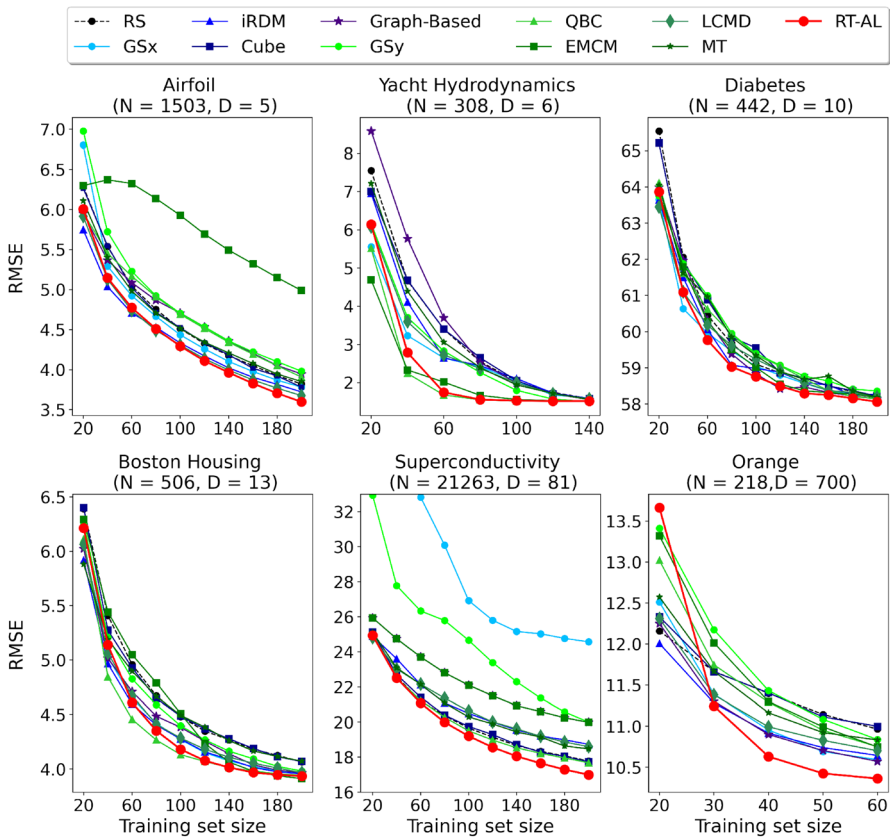 RS iRDM Graph-Based QBC LCMD RT-AL
GSx Cube GSy EMCM MT
Airfoil
(N = 1503, D = 5)
Yacht Hydrodynamics
(N = 308, D = 6)
Diabetes
(N = 442, D = 10)
RMSE
7.0
6.5
6.0
5.5
5.0
4.5
4.0
3.5
20 60 100 140 180
8
7
6
5
4
3
2
20 40 60 80 100 120 140
65
64
63
62
61
60
59
58
20 60 100 140 180
Boston Housing
(N = 506, D = 13)
Superconductivity
(N = 21263, D = 81)
Orange
(N = 218,D = 700)
RMSE
6.5
6.0
5.5
5.0
4.5
4.0
20 60 100 140 180
Training set size
32
30
28
26
24
22
20
18
16
20 60 100 140 180
Training set size
13.5
13.0
12.5
12.0
11.5
11.0
10.5
20 30 40 50 60
Training set size